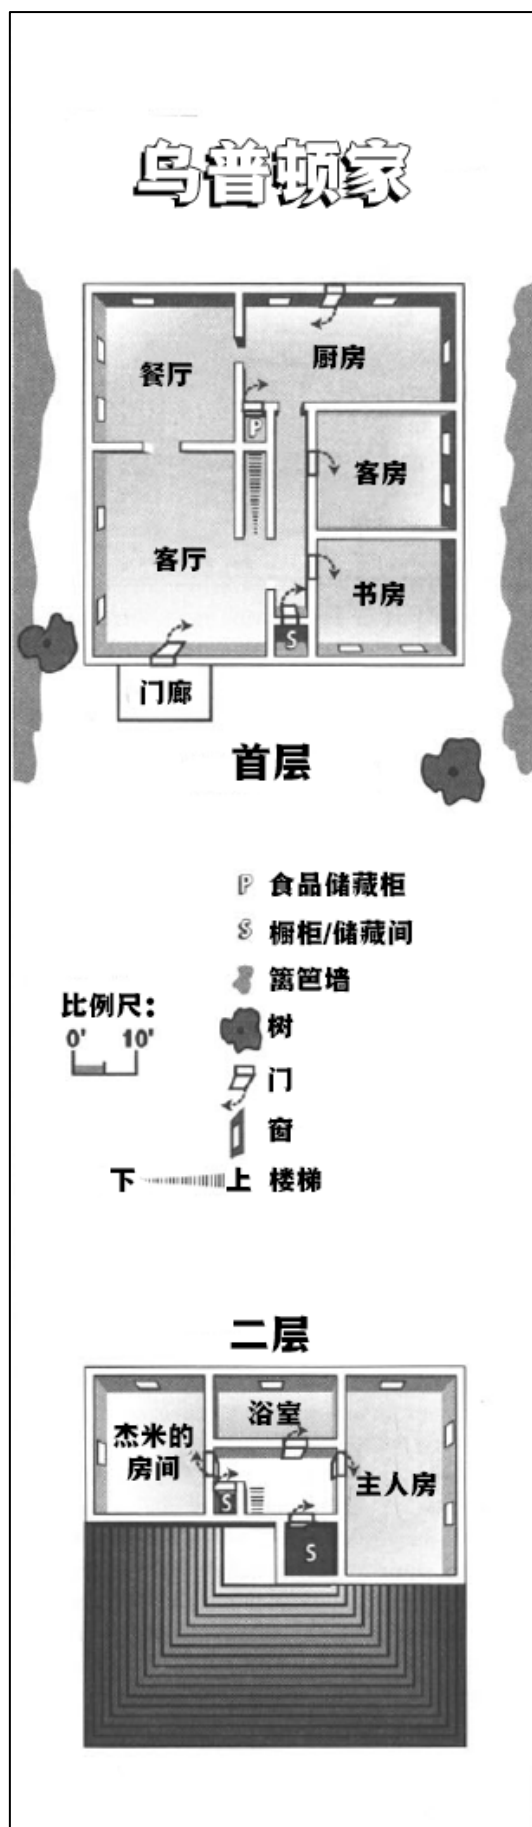 乌普顿家
餐厅
厨房
P
客房
客厅
书房
S
门廊
首层
P 食品储藏柜
S 橱柜/储藏间
篱笆墙
比例尺：
0' 10'
树
门
窗
下 上 楼梯
二层
浴室
杰米的
房间
主人房
S
S